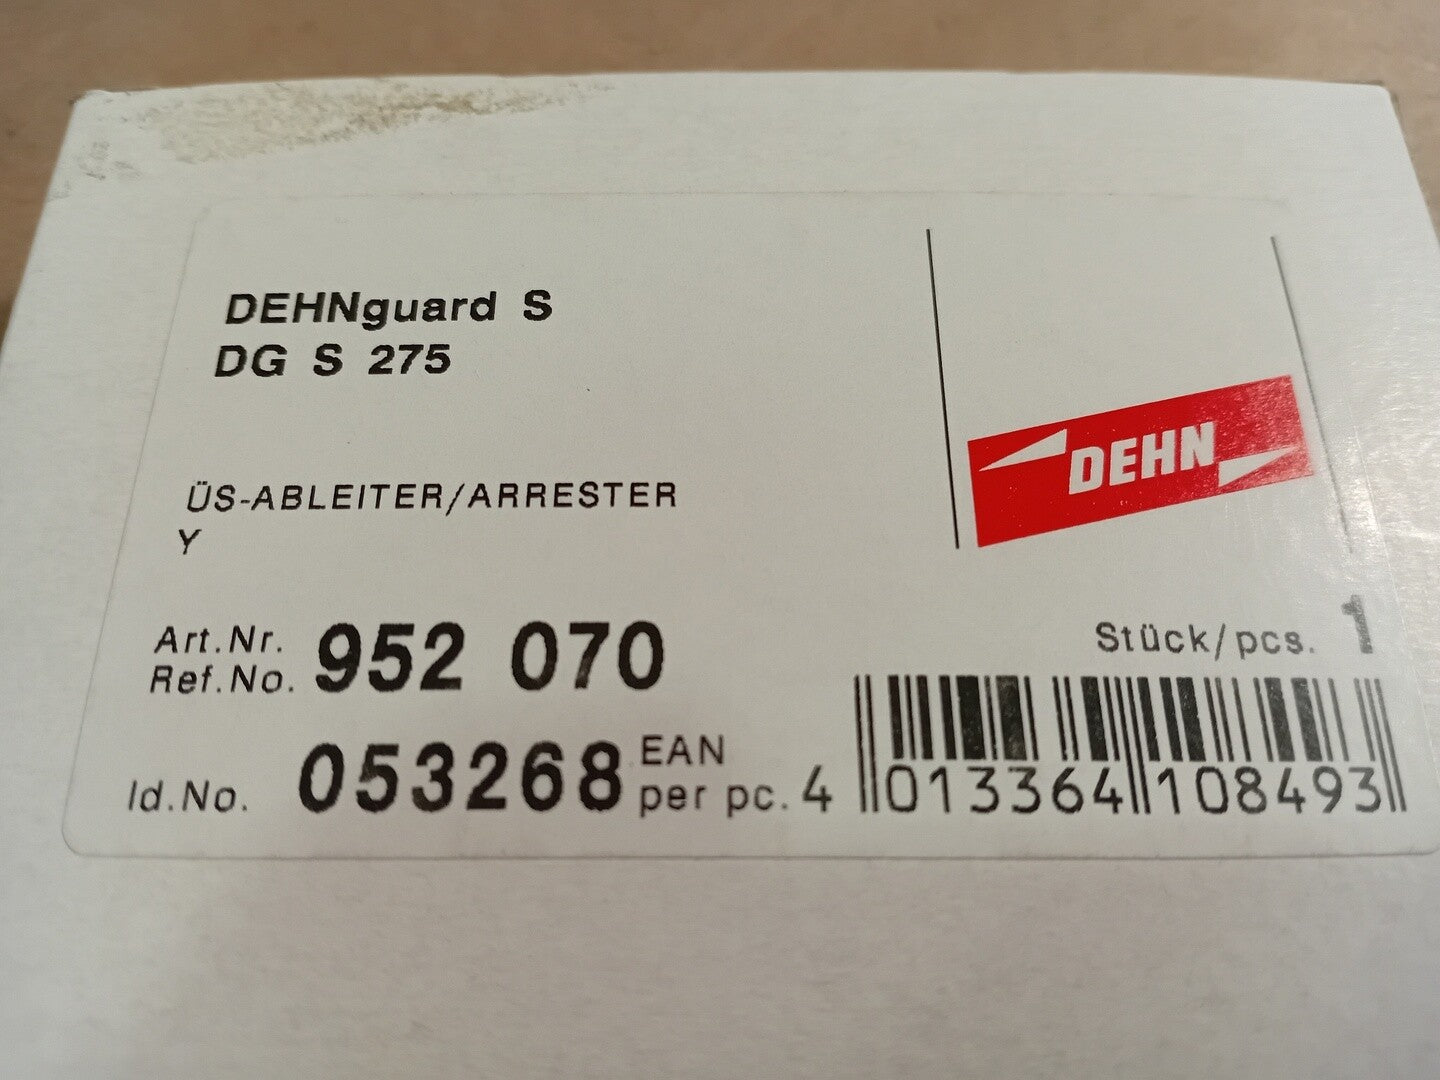 DEHNguard S
DG S 275
DEHN
ÜS-ABLEITER/ARRESTER
Y
Art.Nr.
Ref.No. 952 070
Stück/pcs. 1
Id.No. 053268
EAN
per pc. 4 013364 108493